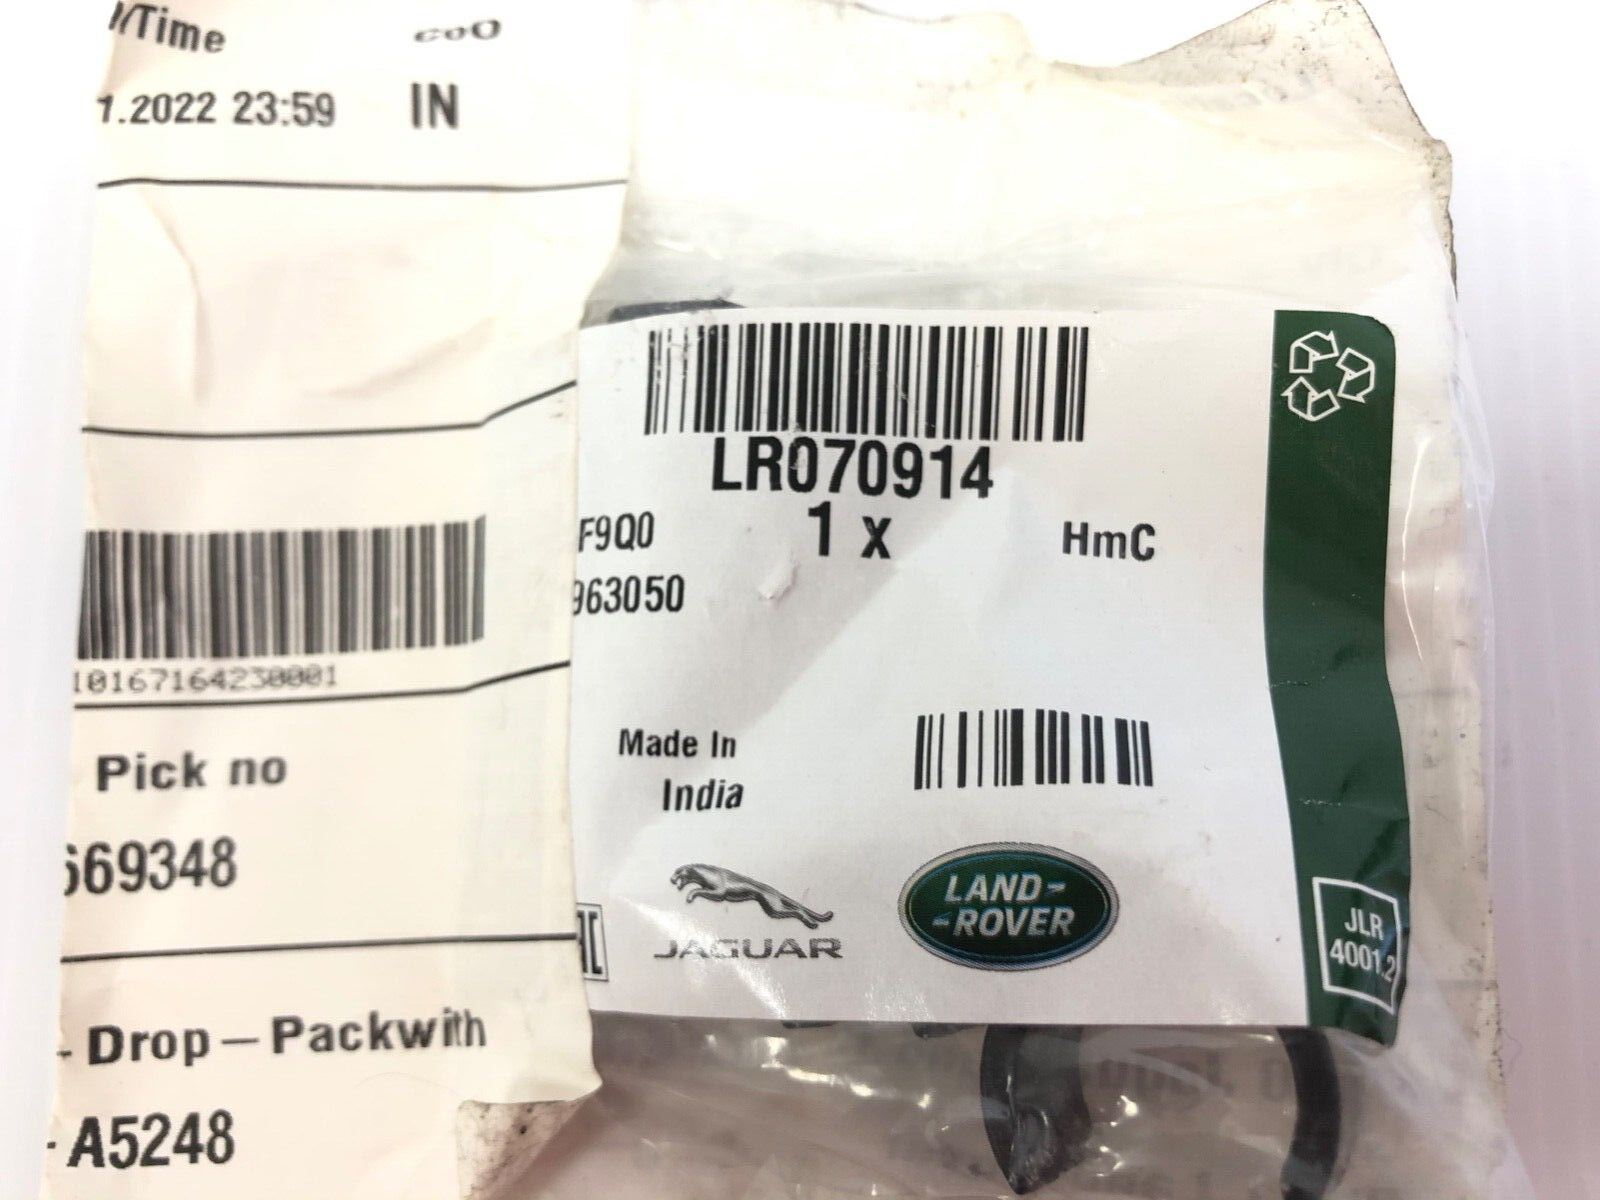 /Time coO
1.2022 23:59 IN
10167164230001
Pick no
669348
- Drop-Packwith
- A5248
LR070914
F9Q0 1 x HmC
963050
Made In
India
JAGUAR
LAND-
-ROVER
JLR
4001.2